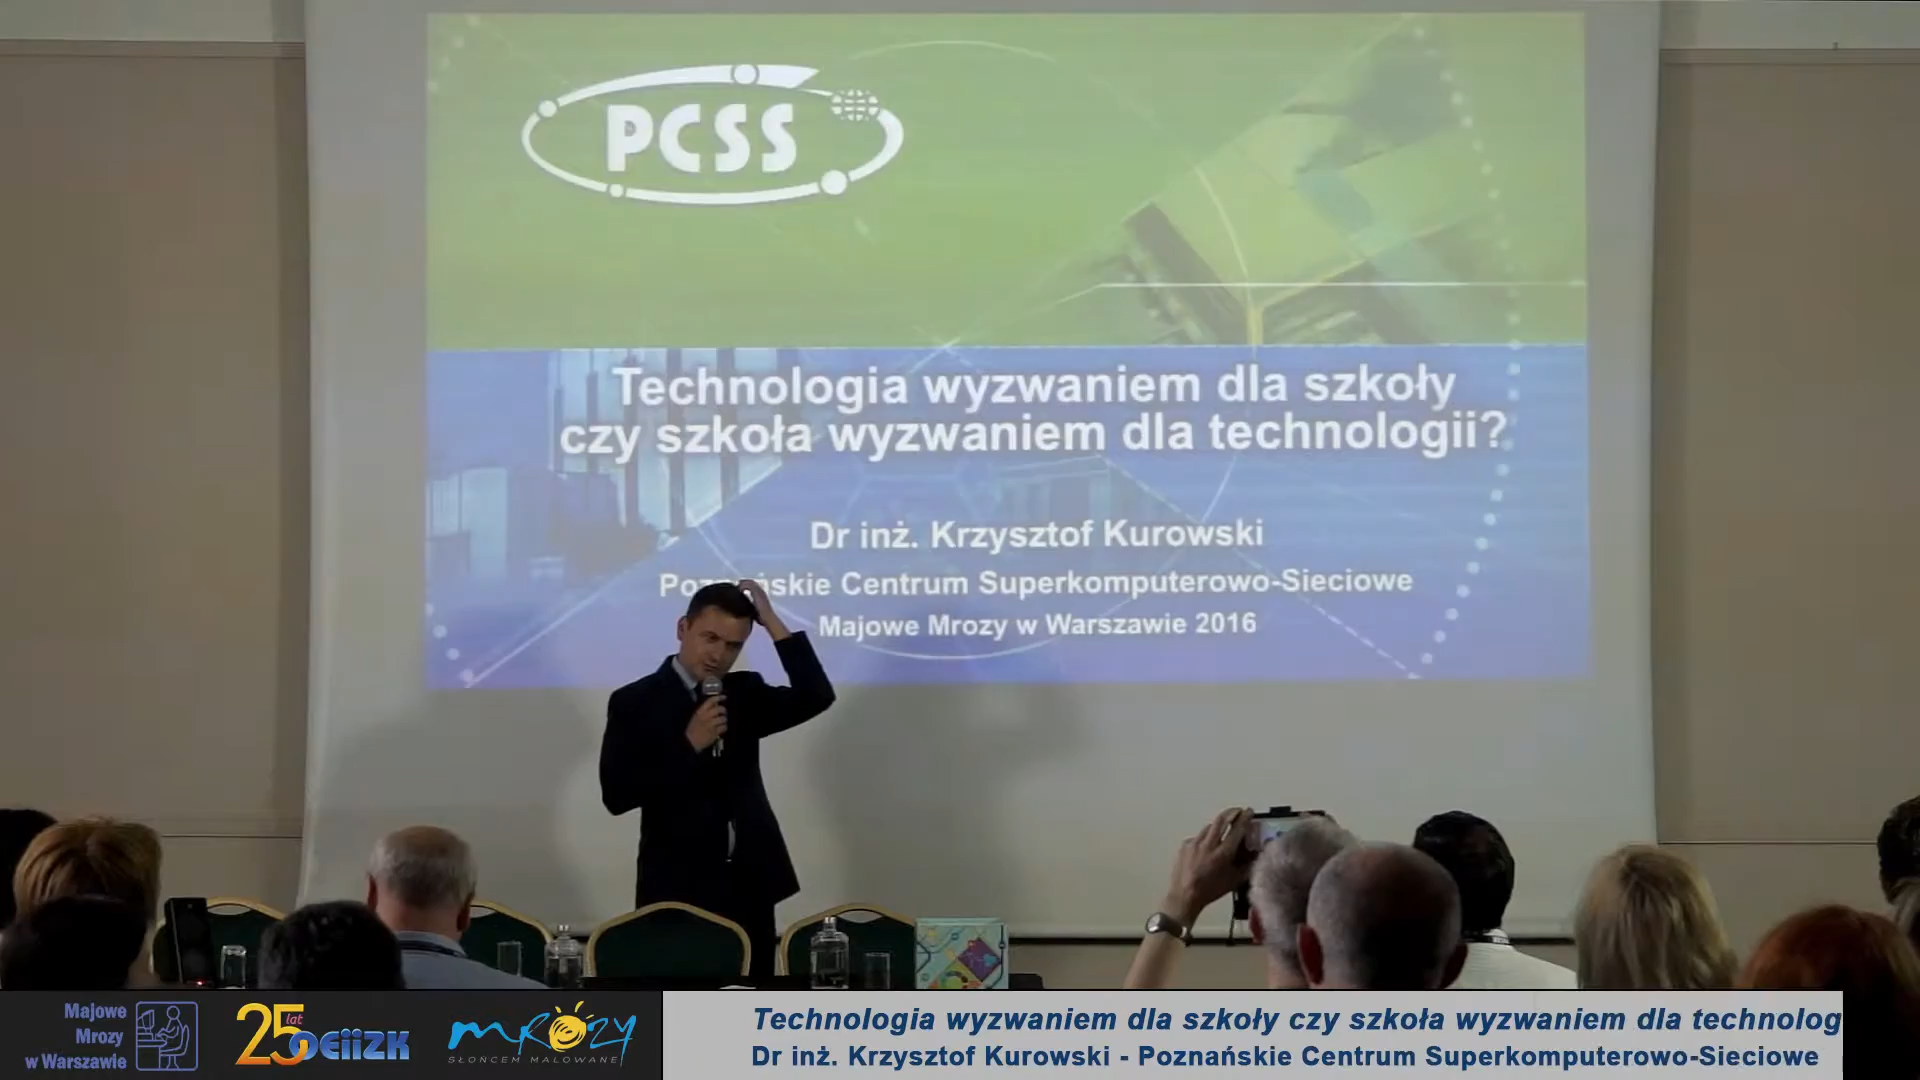 PCSS
Technologia wyzwaniem dla szkoły
czy szkoła wyzwaniem dla technologii?
Dr inż. Krzysztof Kurowski
Poznańskie Centrum Superkomputerowo-Sieciowe
Majowe Mrozy w Warszawie 2016
Majowe
Mrozy
w Warszawie
25 lat
OEiiZK
mrozy
SŁOŃCEM MALOWANE
Technologia wyzwaniem dla szkoły czy szkoła wyzwaniem dla technolog
Dr inż. Krzysztof Kurowski - Poznańskie Centrum Superkomputerowo-Sieciowe